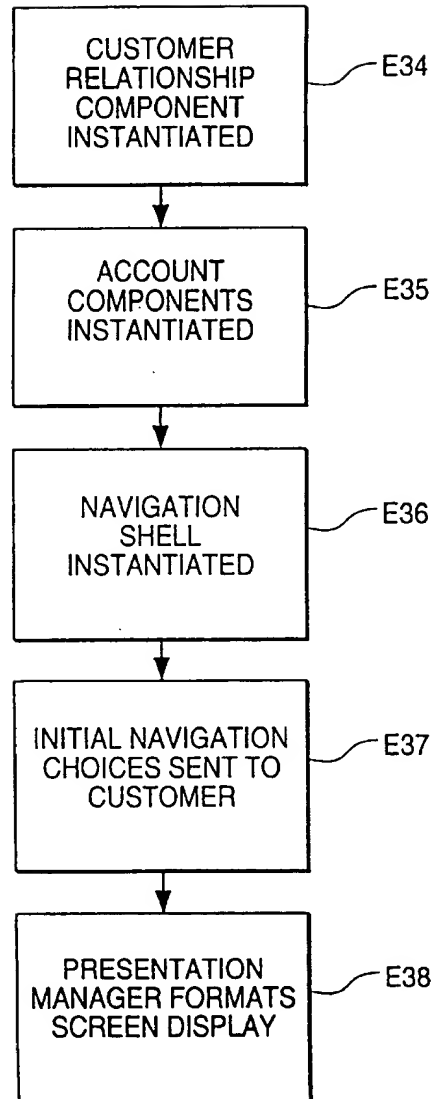 CUSTOMER
RELATIONSHIP
COMPONENT
INSTANTIATED
E34
ACCOUNT
COMPONENTS
INSTANTIATED
E35
NAVIGATION
SHELL
INSTANTIATED
E36
INITIAL NAVIGATION
CHOICES SENT TO
CUSTOMER
E37
PRESENTATION
MANAGER FORMATS
SCREEN DISPLAY
E38